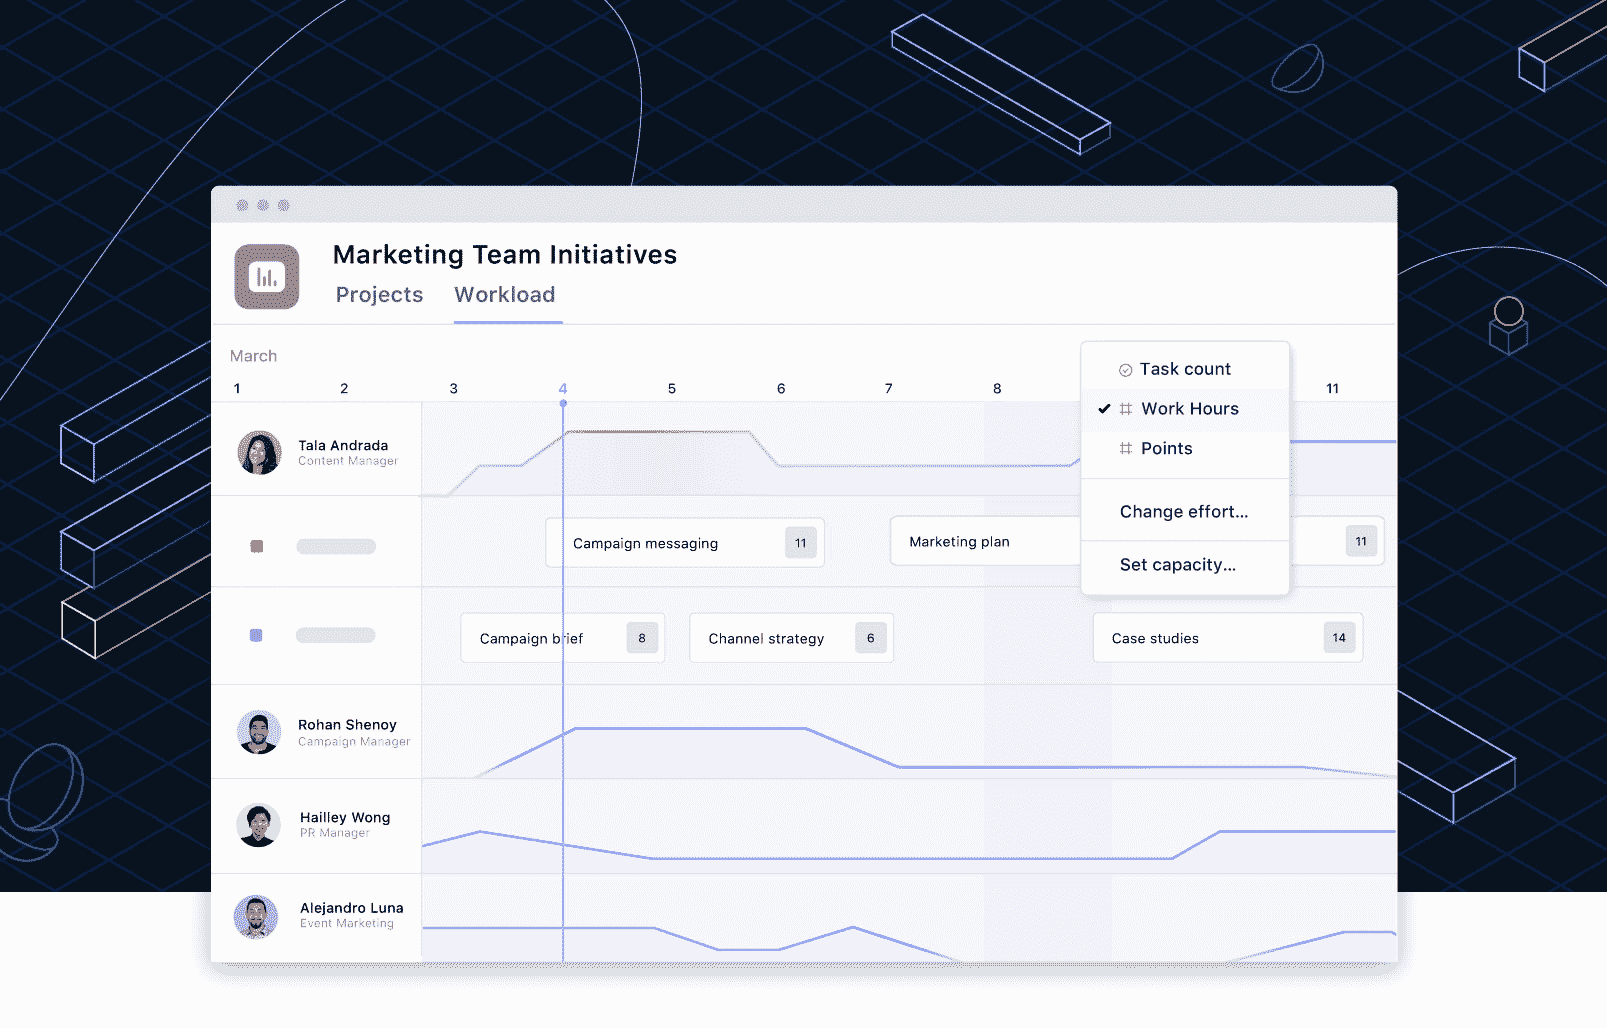 Marketing Team Initiatives
Projects Workload
March
1 2 3 4 5 6 7 8 11
Task count
Work Hours
Points
Change effort...
Set capacity...
Tala Andrada
Content Manager
Campaign messaging 11
Marketing plan 11
Campaign brief 8
Channel strategy 6
Case studies 14
Rohan Shenoy
Campaign Manager
Hailley Wong
PR Manager
Alejandro Luna
Event Marketing